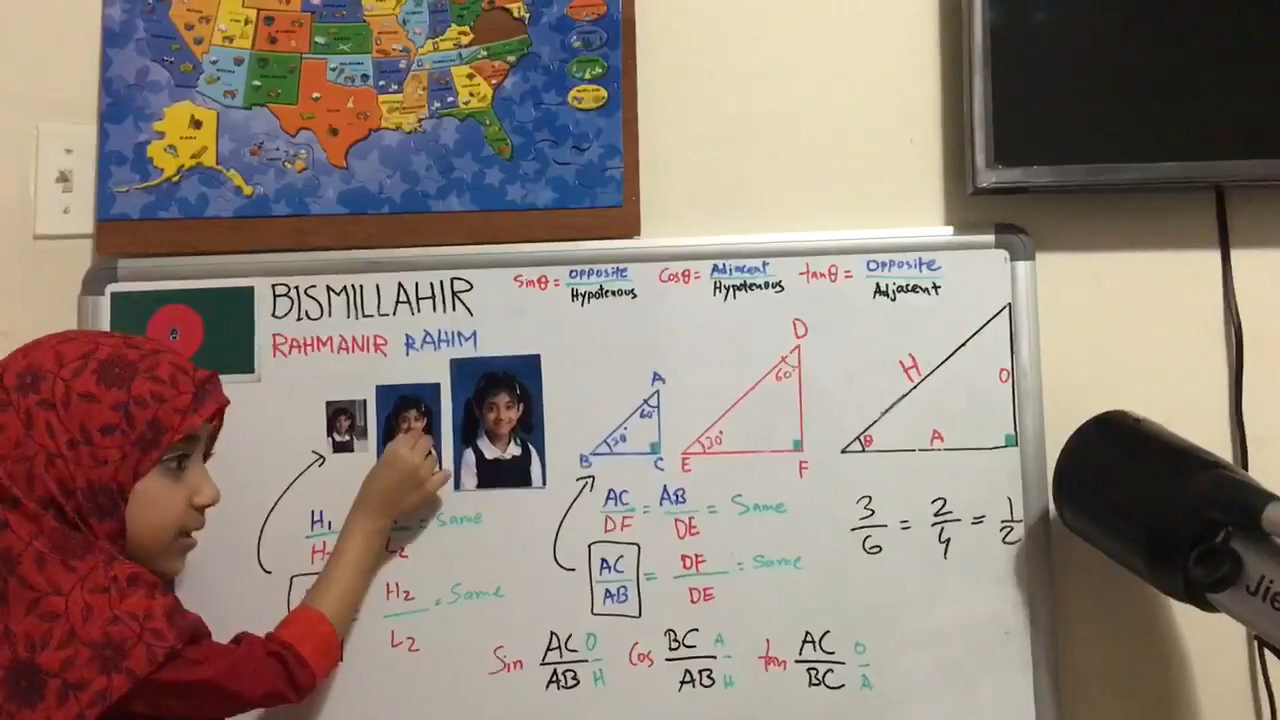 BISMILLAHIR
RAHMANIR RAHIM
Sinθ = Opposite / Hypotenous
Cosθ = Adjacent / Hypotenous
tanθ = Opposite / Adjasent
A
60°
30°
B
C
D
60°
30°
E
F
H
O
θ
A
H₁
L₂ = Same
H₂ / L₂ = Same
AC / DF = AB / DE = Same
AC / AB = DF / DE = Same
3/6 = 2/4 = 1/2
Sin AC / AB O / H
Cos BC / AB A / H
tan AC / BC O / A
Jie